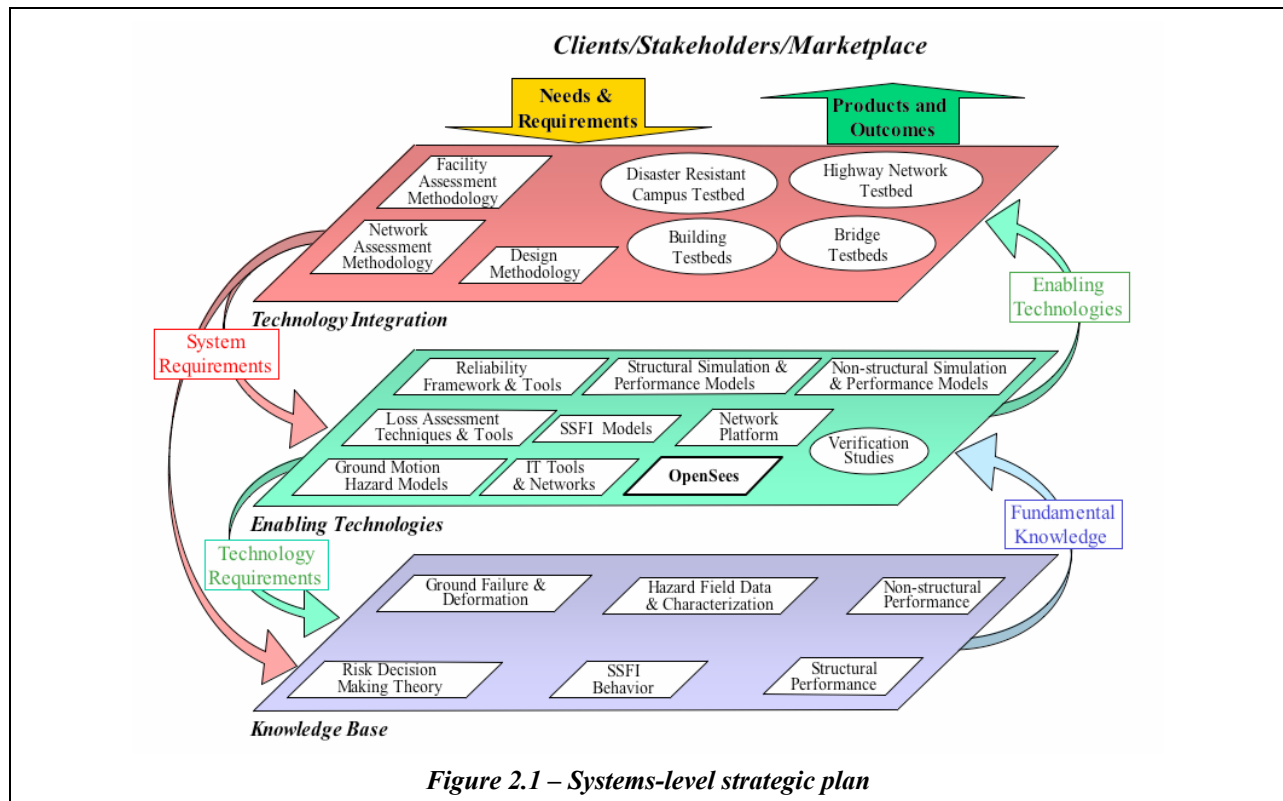 Clients/Stakeholders/Marketplace
Needs &
Requirements
Products and
Outcomes
Facility
Assessment
Methodology
Disaster Resistant
Campus Testbed
Highway Network
Testbed
Network
Assessment
Methodology
Design
Methodology
Building
Testbeds
Bridge
Testbeds
Technology Integration
System
Requirements
Enabling
Technologies
Reliability
Framework & Tools
Structural Simulation &
Performance Models
Non-structural Simulation
& Performance Models
Loss Assessment
Techniques & Tools
SSFI Models
Network
Platform
Verification
Studies
Ground Motion
Hazard Models
IT Tools
& Networks
OpenSees
Enabling Technologies
Technology
Requirements
Fundamental
Knowledge
Ground Failure &
Deformation
Hazard Field Data
& Characterization
Non-structural
Performance
Risk Decision
Making Theory
SSFI
Behavior
Structural
Performance
Knowledge Base
Figure 2.1 – Systems-level strategic plan